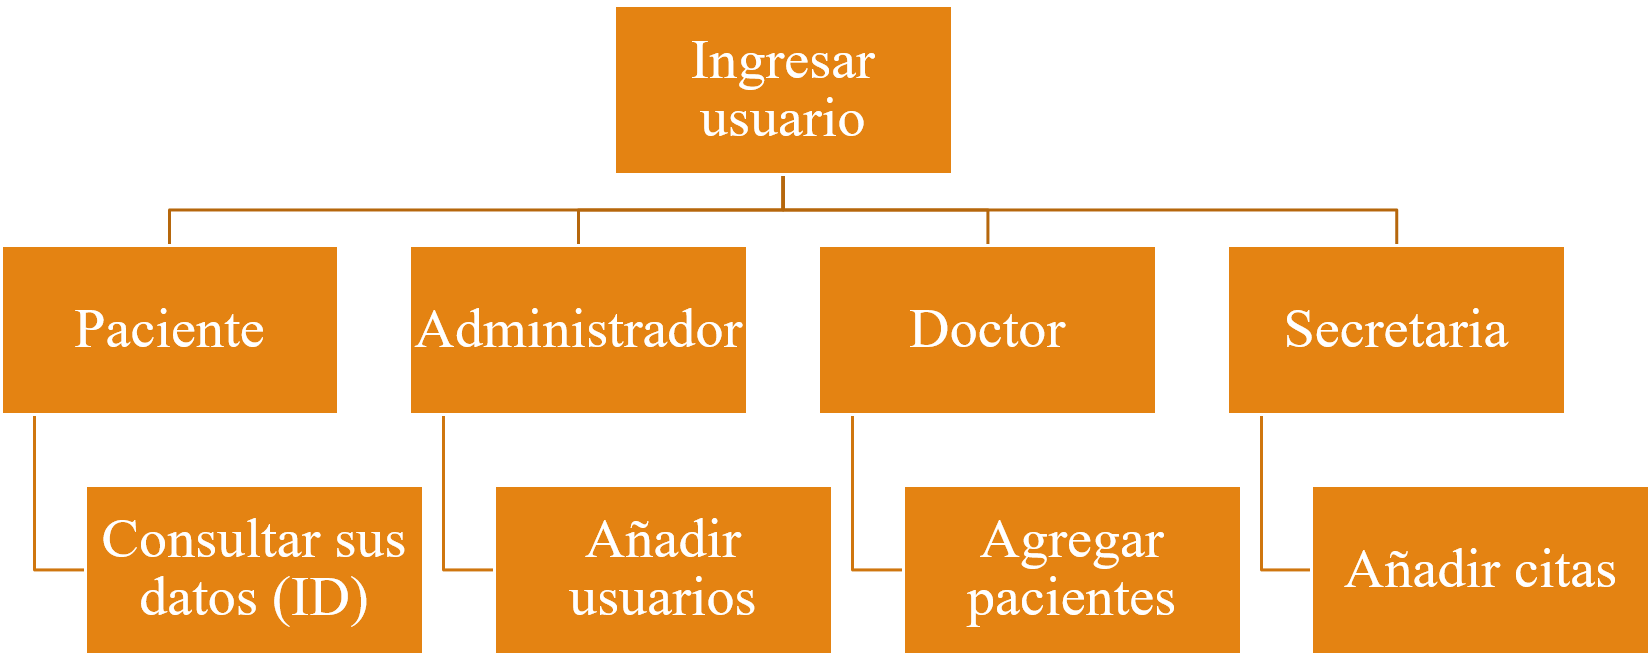 Ingresar
usuario
Paciente
Administrador
Doctor
Secretaria
Consultar sus
datos (ID)
Añadir
usuarios
Agregar
pacientes
Añadir citas